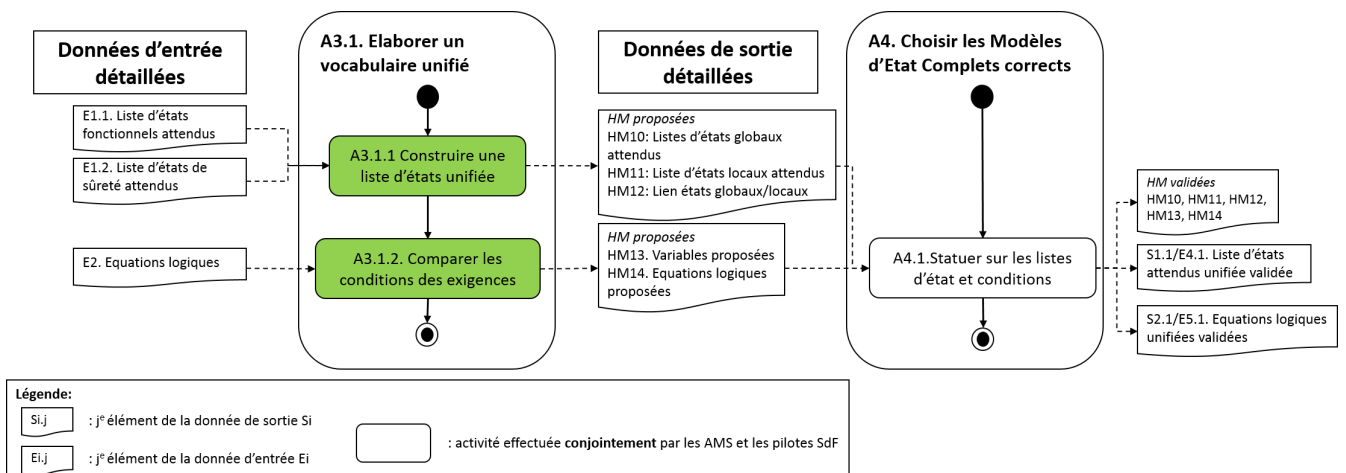 Données d'entrée
détaillées
E1.1. Liste d'états
fonctionnels attendus
E1.2. Liste d'états de
sûreté attendus
E2. Equations logiques
A3.1. Elaborer un
vocabulaire unifié
A3.1.1 Construire une
liste d'états unifiée
A3.1.2. Comparer les
conditions des exigences
Données de sortie
détaillées
HM proposées
HM10: Listes d'états globaux
attendus
HM11: Liste d'états locaux attendus
HM12: Lien états globaux/locaux
HM proposées
HM13. Variables proposées
HM14. Equations logiques
proposées
A4. Choisir les Modèles
d'Etat Complets corrects
A4.1.Statuer sur les listes
d'état et conditions
HM validées
HM10, HM11, HM12,
HM13, HM14
S1.1/E4.1. Liste d'états
attendus unifiée validée
S2.1/E5.1. Equations logiques
unifiées validées
Légende:
Si.j : jᵉ élément de la donnée de sortie Si
Ei.j : jᵉ élément de la donnée d'entrée Ei
: activité effectuée conjointement par les AMS et les pilotes SdF